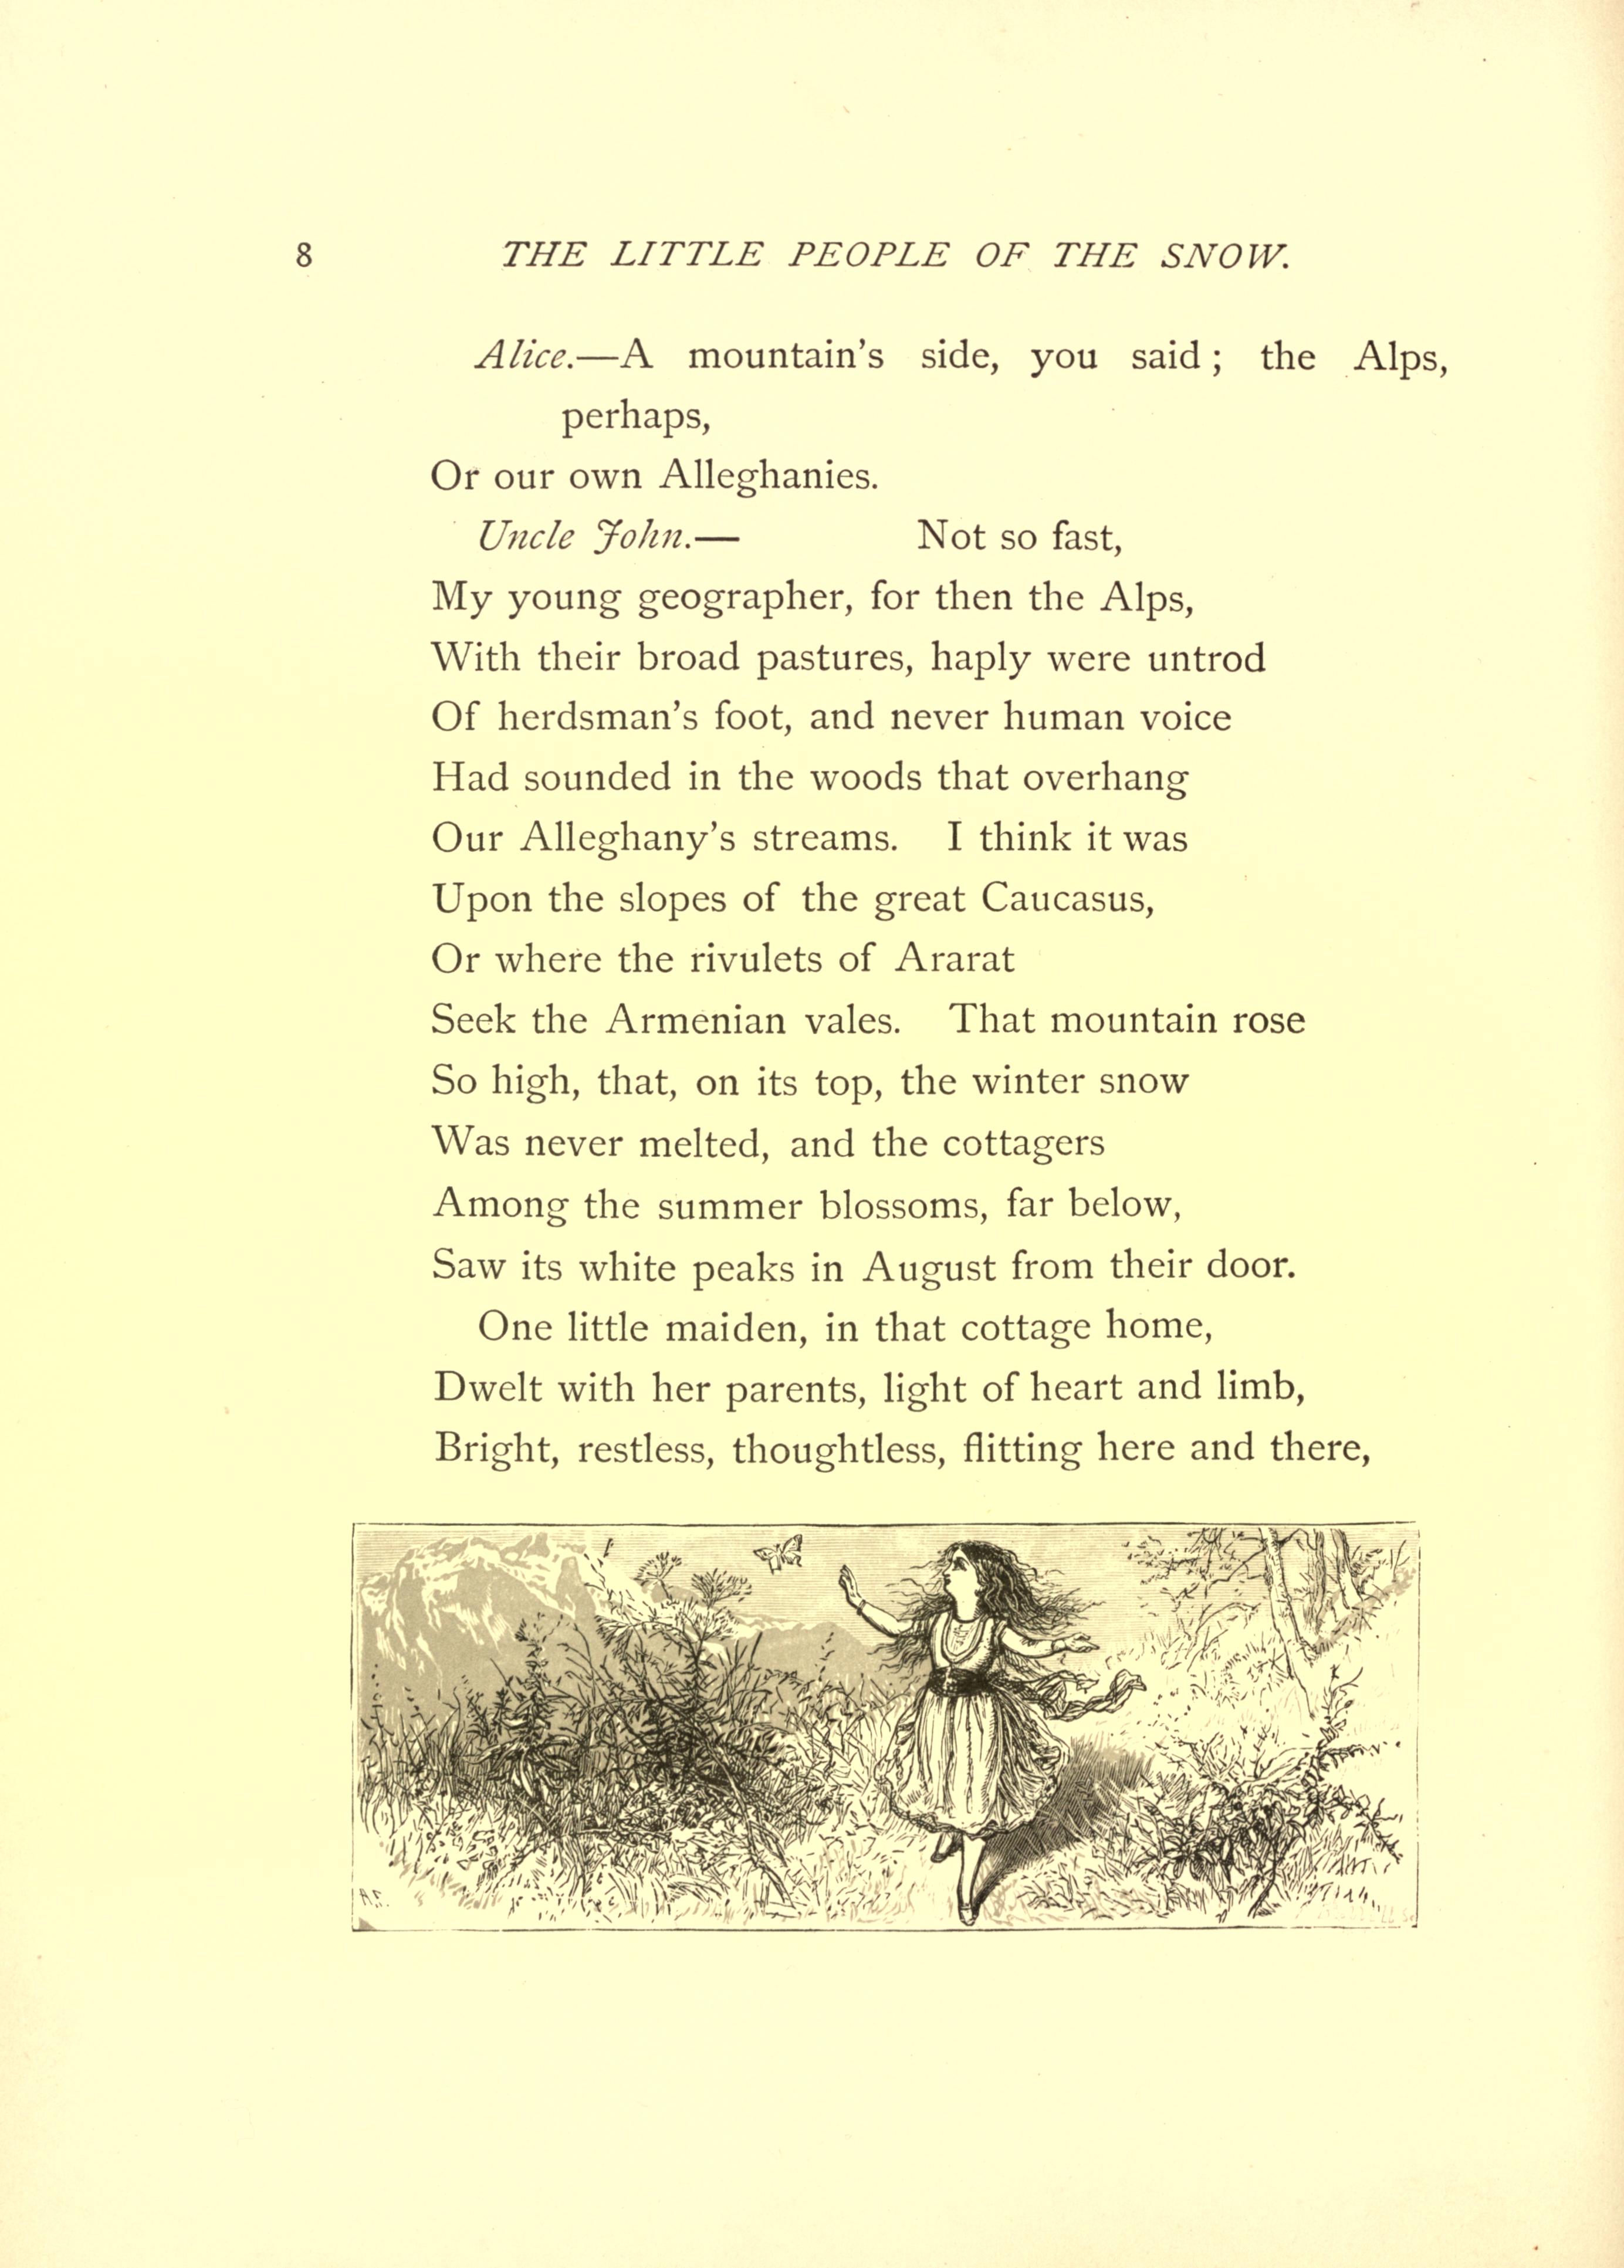 8 THE LITTLE PEOPLE OF THE SNOW.
Alice.—A mountain's side, you said; the Alps,
perhaps,
Or our own Alleghanies.
Uncle John.— Not so fast,
My young geographer, for then the Alps,
With their broad pastures, haply were untrod
Of herdsman's foot, and never human voice
Had sounded in the woods that overhang
Our Alleghany's streams. I think it was
Upon the slopes of the great Caucasus,
Or where the rivulets of Ararat
Seek the Armenian vales. That mountain rose
So high, that, on its top, the winter snow
Was never melted, and the cottagers
Among the summer blossoms, far below,
Saw its white peaks in August from their door.
One little maiden, in that cottage home,
Dwelt with her parents, light of heart and limb,
Bright, restless, thoughtless, flitting here and there,
A.F.